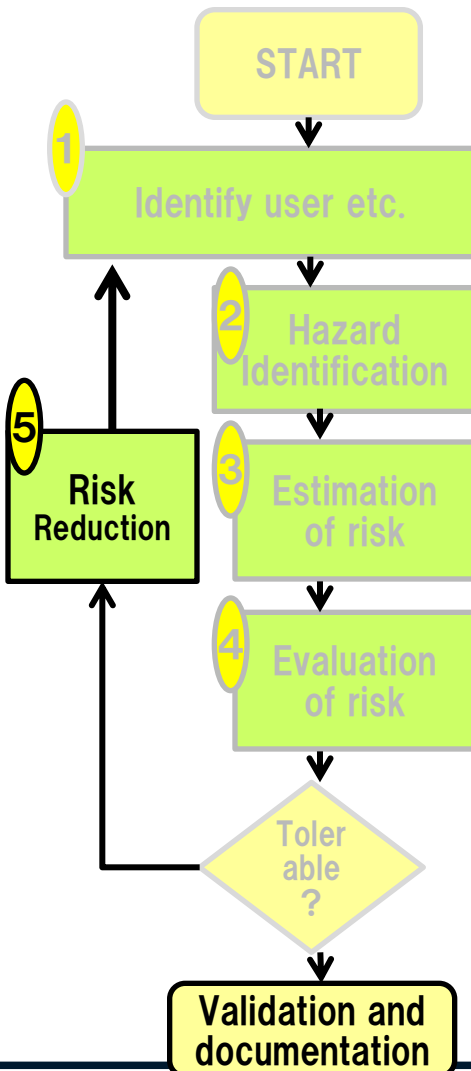 START
1
Identify user etc.
2
Hazard
Identification
3
Estimation
of risk
4
Evaluation
of risk
5
Risk
Reduction
Toler
able
?
Validation and
documentation